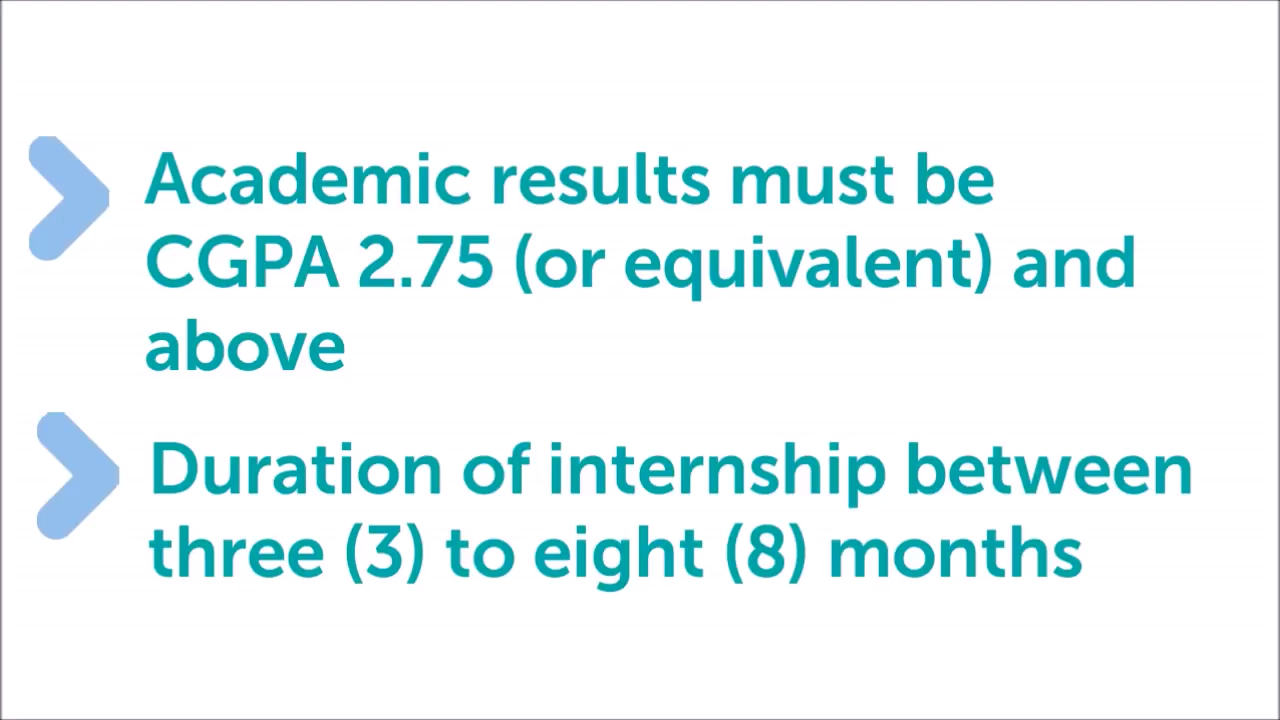 Academic results must be
CGPA 2.75 (or equivalent) and
above
Duration of internship between
three (3) to eight (8) months